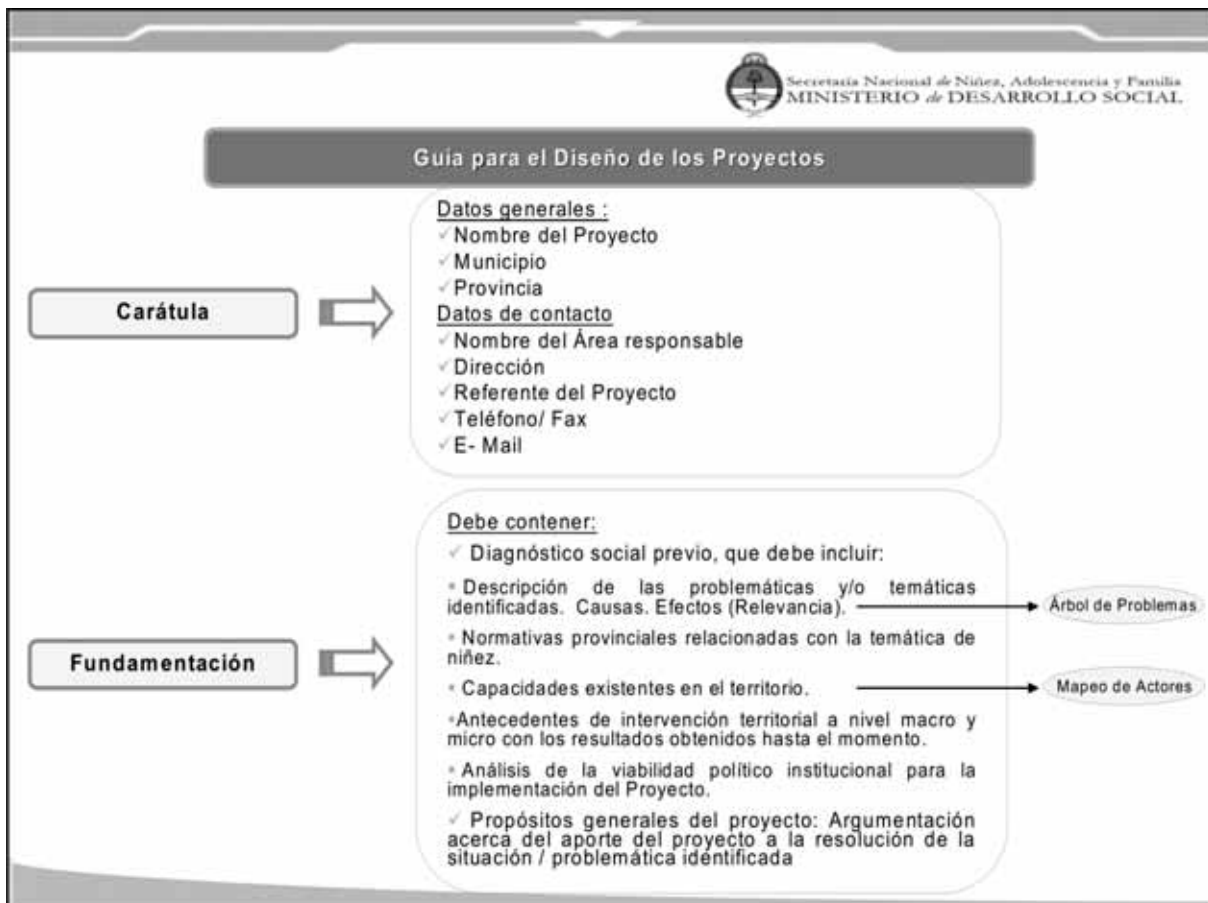 Secretaría Nacional de Niñez, Adolescencia y Familia
MINISTERIO de DESARROLLO SOCIAL
Guia para el Diseño de los Proyectos
Carátula
Datos generales :
✓Nombre del Proyecto
✓Municipio
✓Provincia
Datos de contacto
✓Nombre del Área responsable
✓Dirección
✓Referente del Proyecto
✓Teléfono/ Fax
✓E- Mail
Fundamentación
Debe contener:
✓ Diagnóstico social previo, que debe incluir:
• Descripción de las problemáticas y/o temáticas
identificadas. Causas. Efectos (Relevancia).
Árbol de Problemas
• Normativas provinciales relacionadas con la temática de
niñez.
• Capacidades existentes en el territorio.
Mapeo de Actores
•Antecedentes de intervención territorial a nivel macro y
micro con los resultados obtenidos hasta el momento.
• Análisis de la viabilidad político institucional para la
implementación del Proyecto.
✓ Propósitos generales del proyecto: Argumentación
acerca del aporte del proyecto a la resolución de la
situación / problemática identificada